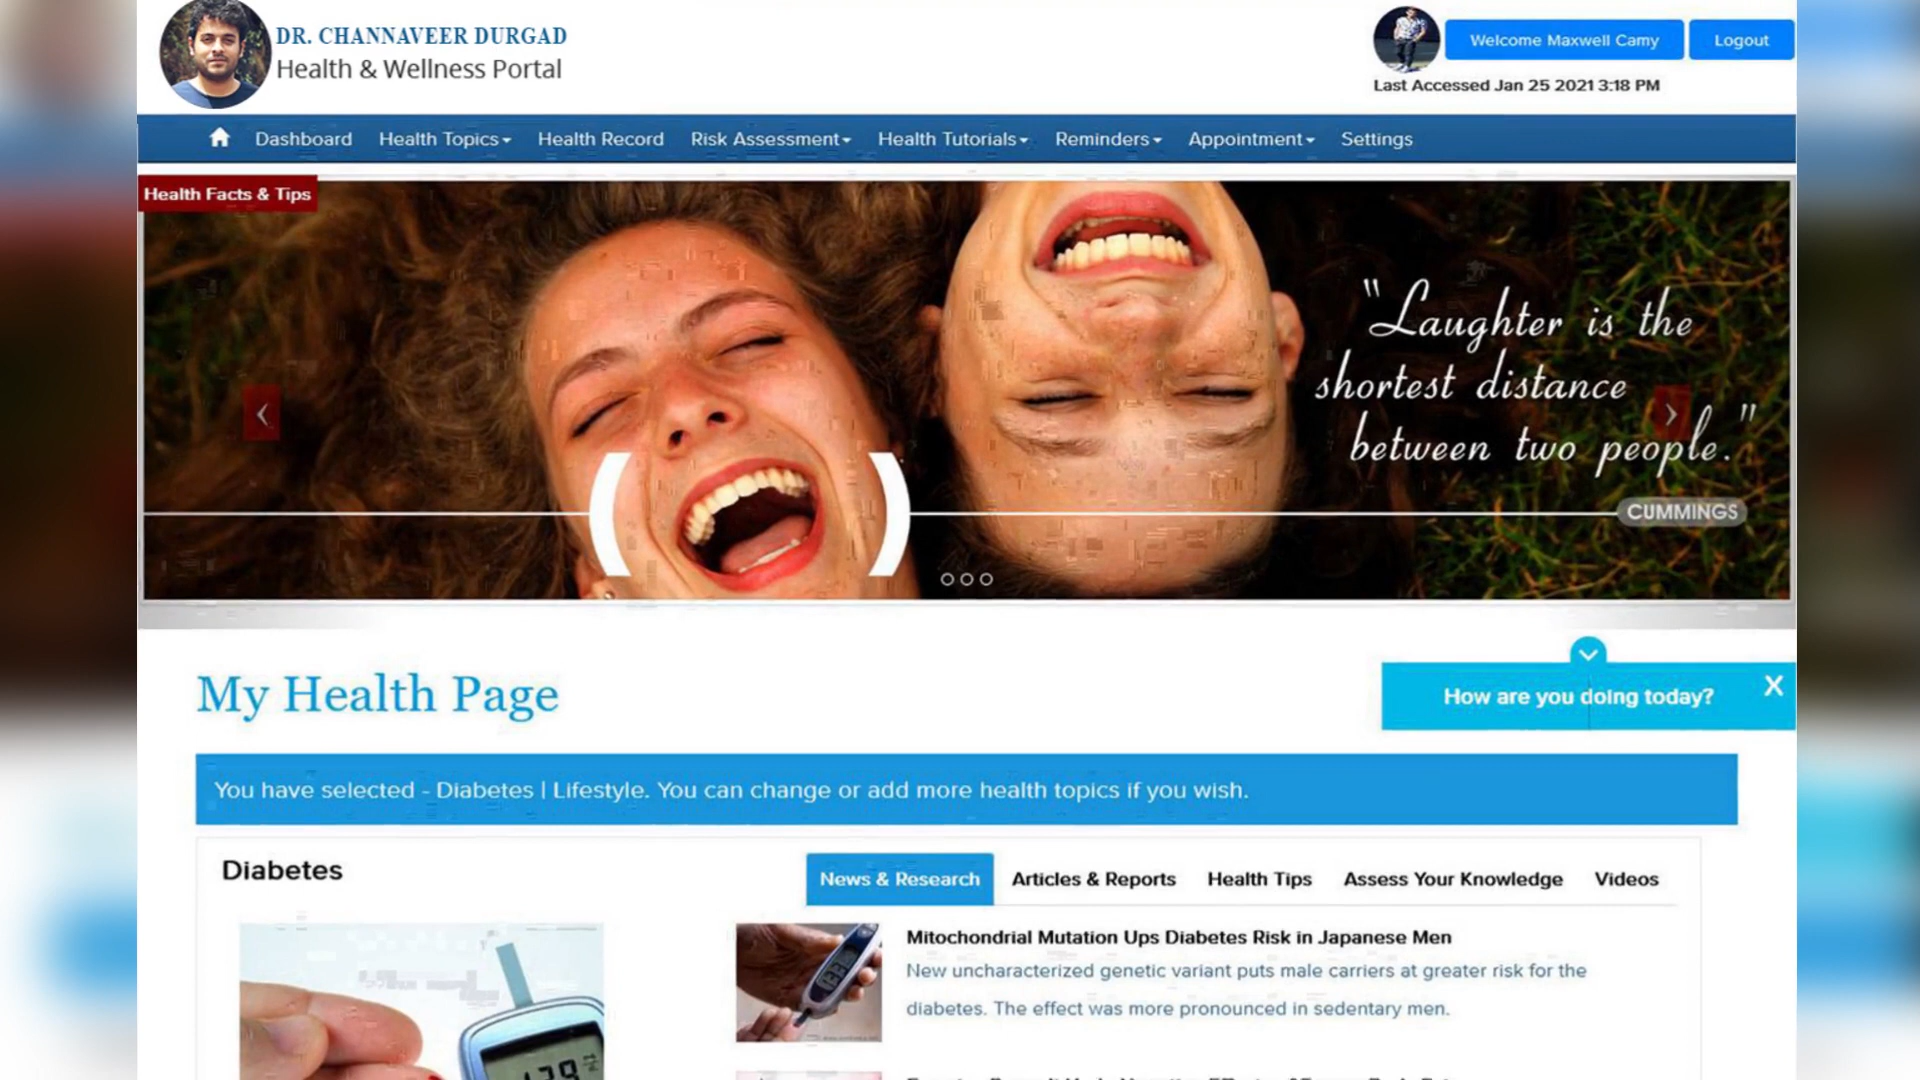 DR. CHANNAVEER DURGAD
Health & Wellness Portal
Welcome Maxwell Camy
Logout
Last Accessed Jan 25 2021 3:18 PM
Dashboard
Health Topics
Health Record
Risk Assessment
Health Tutorials
Reminders
Appointment
Settings
Health Facts & Tips
"Laughter is the
shortest distance
between two people."
CUMMINGS
My Health Page
How are you doing today?
X
You have selected - Diabetes | Lifestyle. You can change or add more health topics if you wish.
Diabetes
News & Research
Articles & Reports
Health Tips
Assess Your Knowledge
Videos
Mitochondrial Mutation Ups Diabetes Risk in Japanese Men
New uncharacterized genetic variant puts male carriers at greater risk for the
diabetes. The effect was more pronounced in sedentary men.